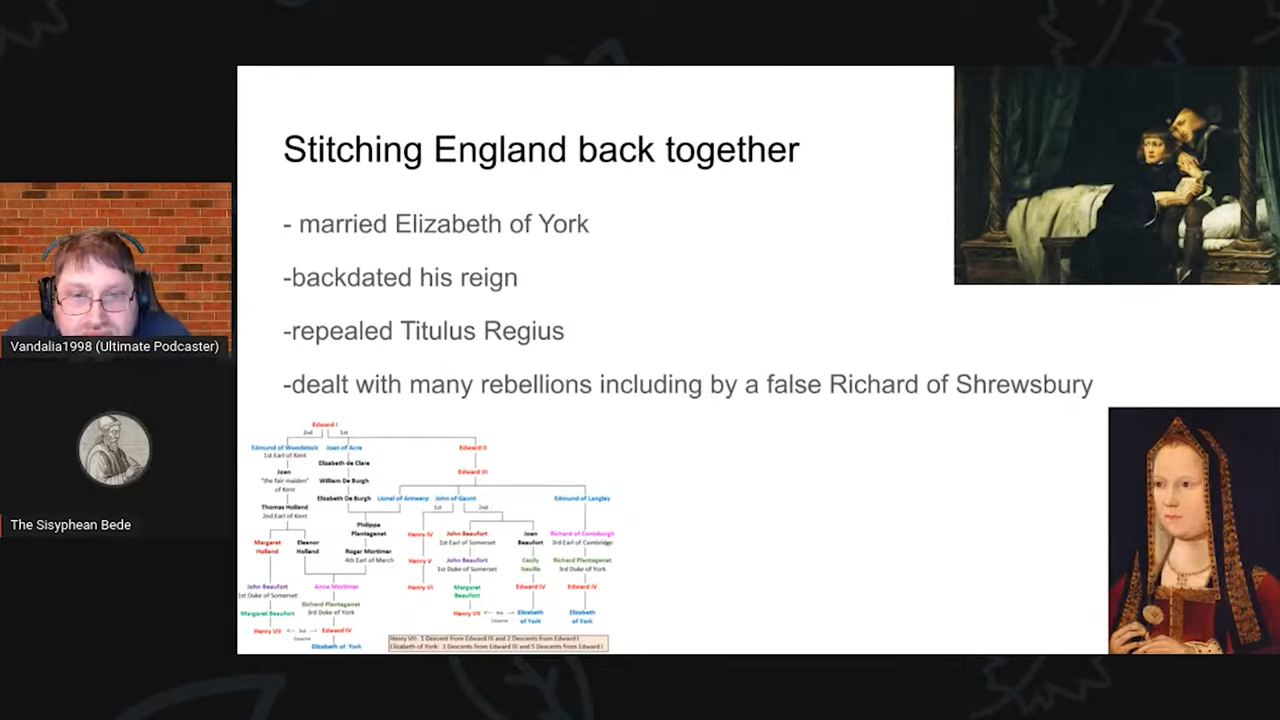 Stitching England back together
- married Elizabeth of York
-backdated his reign
-repealed Titulus Regius
-dealt with many rebellions including by a false Richard of Shrewsbury
Vandalia1998 (Ultimate Podcaster)
The Sisyphean Bede
Edward I
2nd 1st
Edmund of Woodstock Joan of Acre Edward II
1st Earl of Kent
Elizabeth de Clare
Joan Edward III
"the fair maiden" William De Burgh
of Kent
Elizabeth De Burgh Lionel of Antwerp John of Gaunt Edmund of Langley
Thomas Holland 1st 2nd
2nd Earl of Kent
Philippa
Plantagenet Henry IV John Beaufort Joan Richard of Conisburgh
1st Earl of Somerset Beaufort 3rd Earl of Cambridge
Margaret Eleanor
Holland Holland Roger Mortimer
4th Earl of March Henry V John Beaufort Cecily Richard Plantagenet
1st Duke of Somerset Neville 3rd Duke of York
John Beaufort Anne Mortimer Henry VI Margaret Edward IV Edward IV
1st Duke of Somerset Beaufort
Richard Plantagenet
3rd Duke of York
Margaret Beaufort Henry VII <-- 3rd --> Elizabeth Elizabeth
Cousins of York of York
Henry VII <-- 3rd --> Edward IV
Cousins
Elizabeth of York
Henry VII: 1 Descent from Edward III and 2 Descents from Edward I
Elizabeth of York: 3 Descents from Edward III and 5 Descents from Edward I